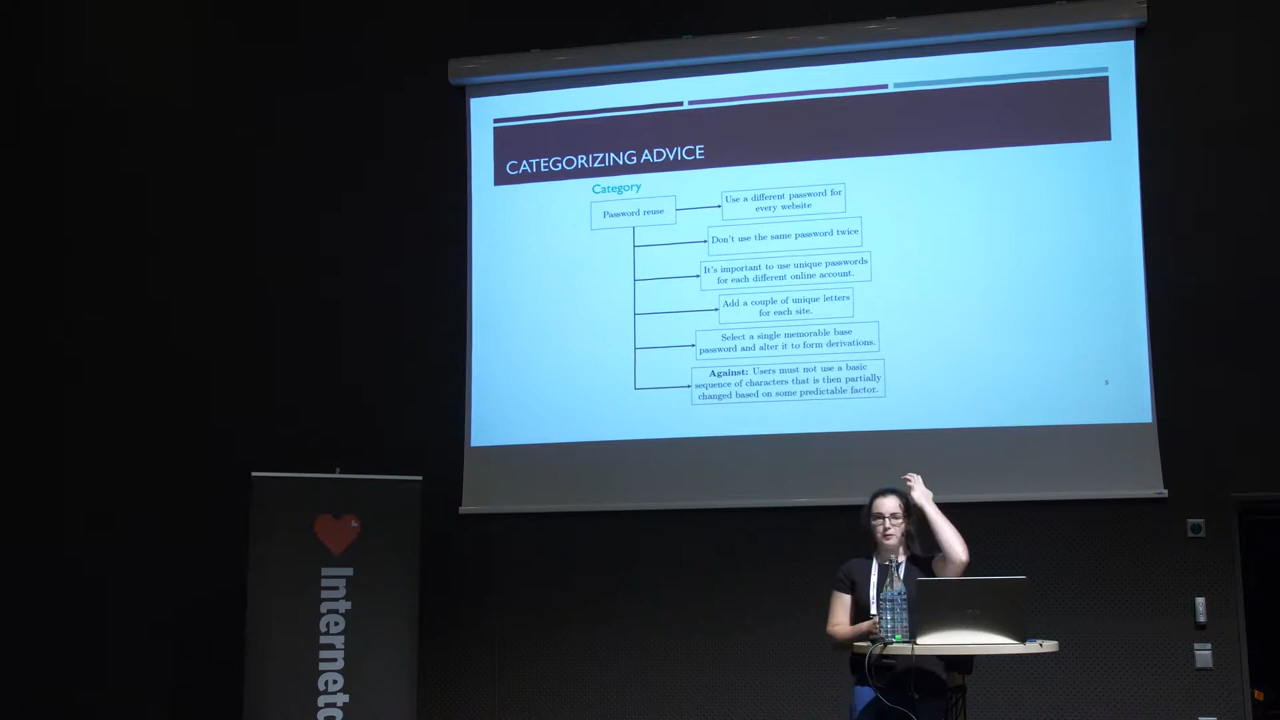 CATEGORIZING ADVICE
Category
Password reuse
Use a different password for
every website
Don't use the same password twice
It's important to use unique passwords
for each different online account.
Add a couple of unique letters
for each site.
Select a single memorable base
password and alter it to form derivations.
Against: Users must not use a basic
sequence of characters that is then partially
changed based on some predictable factor.
5
Internetd